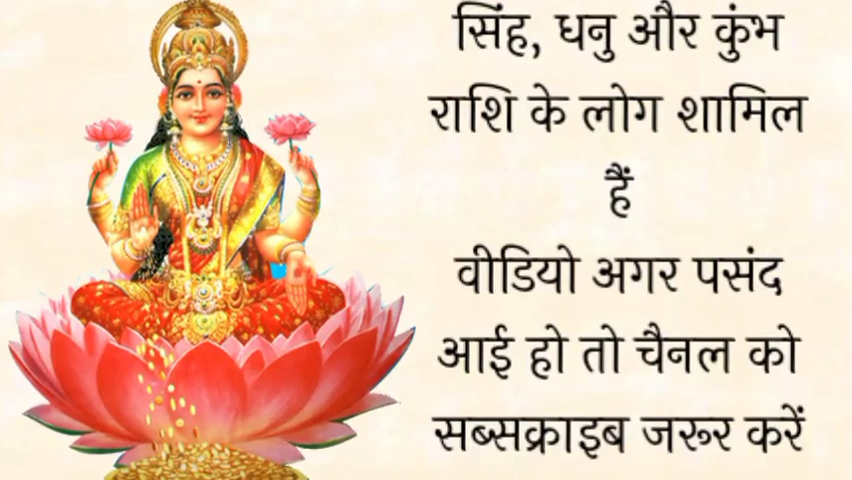 सिंह, धनु और कुंभ
राशि के लोग शामिल
हैं
वीडियो अगर पसंद
आई हो तो चैनल को
सब्सक्राइब जरूर करें